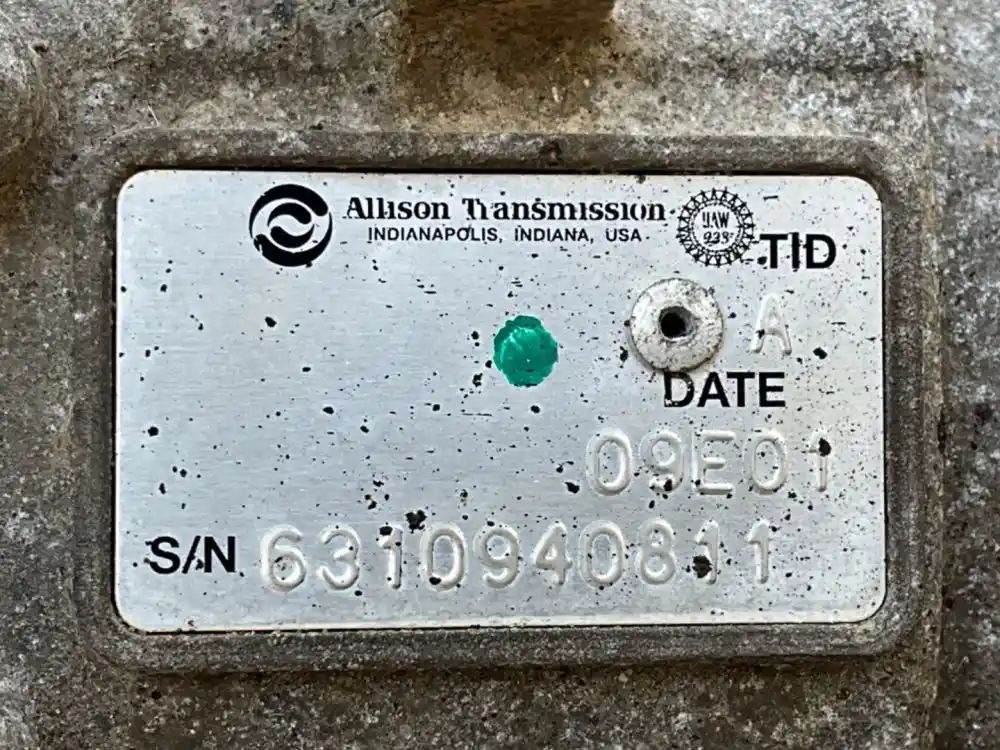 Allison Transmission
INDIANAPOLIS, INDIANA, USA
UAW
933
TID
A
DATE
09E01
S/N 6310940811